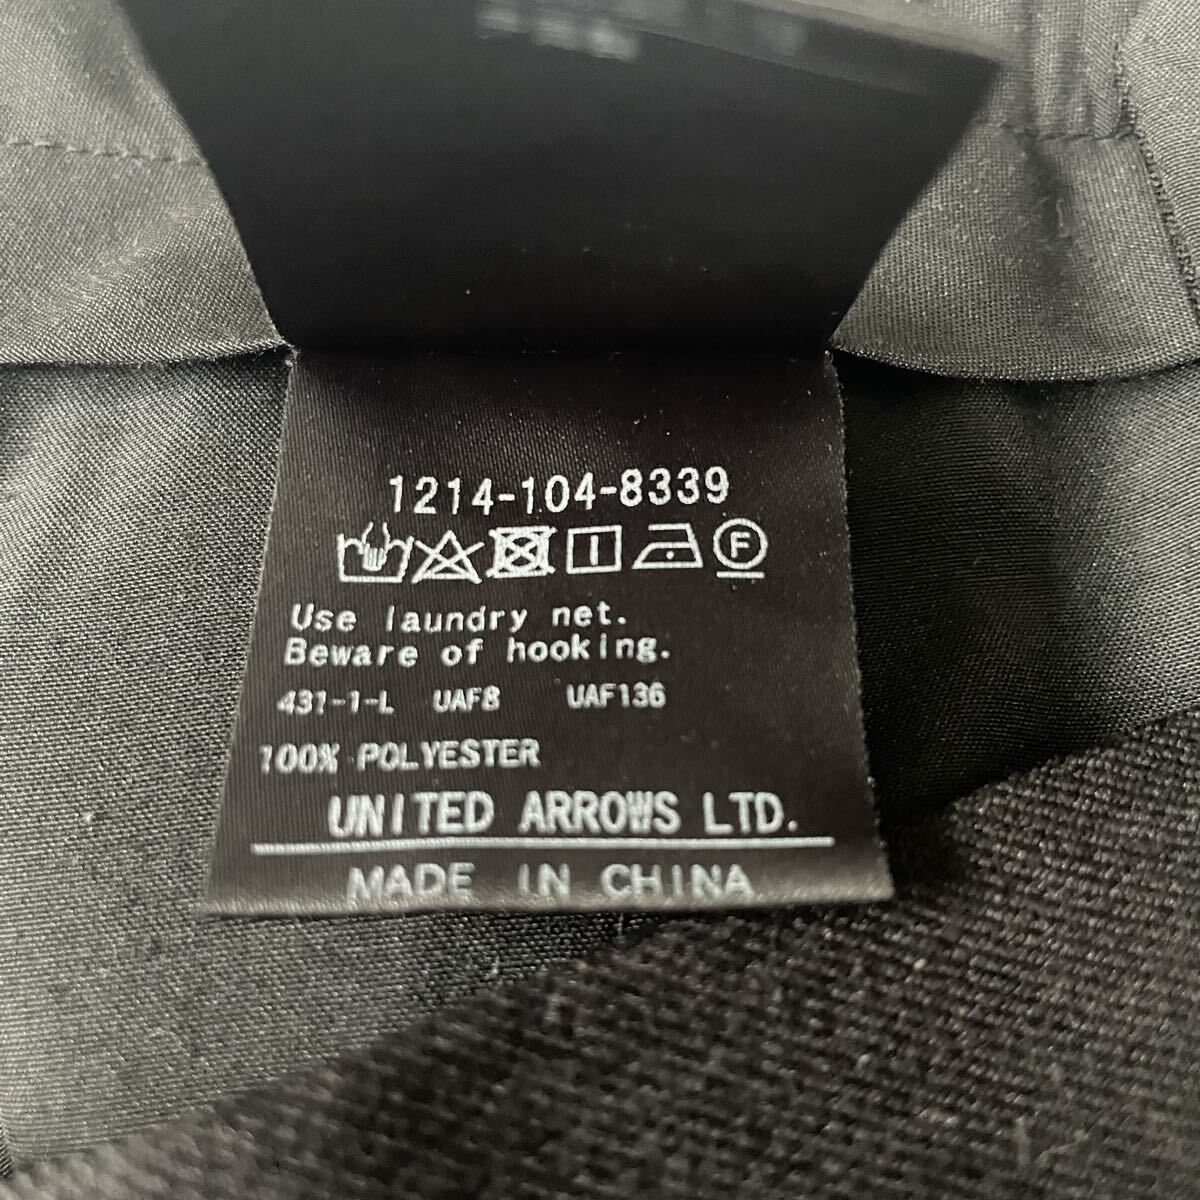 1214-104-8339
F
Use laundry net.
Beware of hooking.
431-1-L UAF8 UAF136
100% POLYESTER
UNITED ARROWS LTD.
MADE IN CHINA